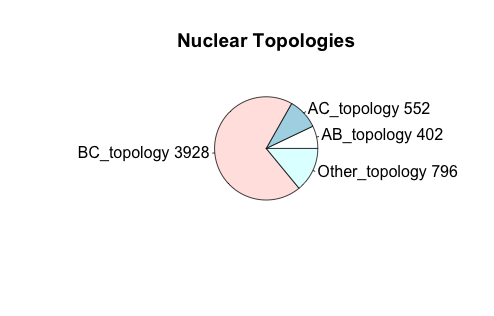 Nuclear Topologies
AC_topology 552
AB_topology 402
BC_topology 3928
Other_topology 796